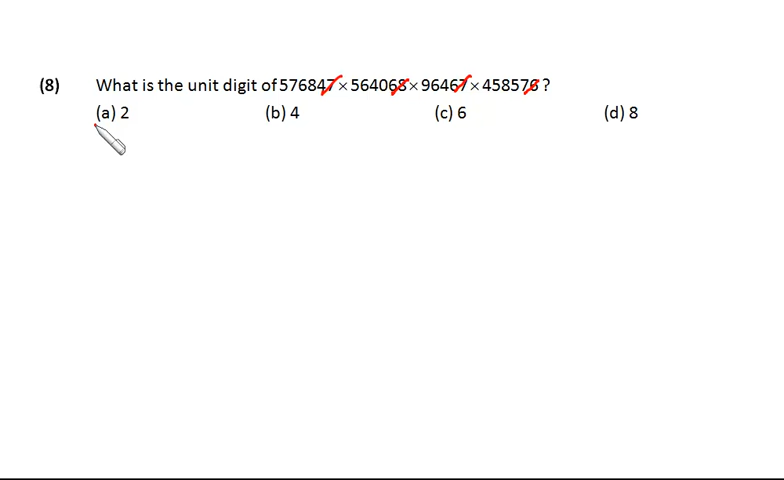 (8) What is the unit digit of 576847 × 564068 × 96467 × 458576 ?
(a) 2 (b) 4 (c) 6 (d) 8